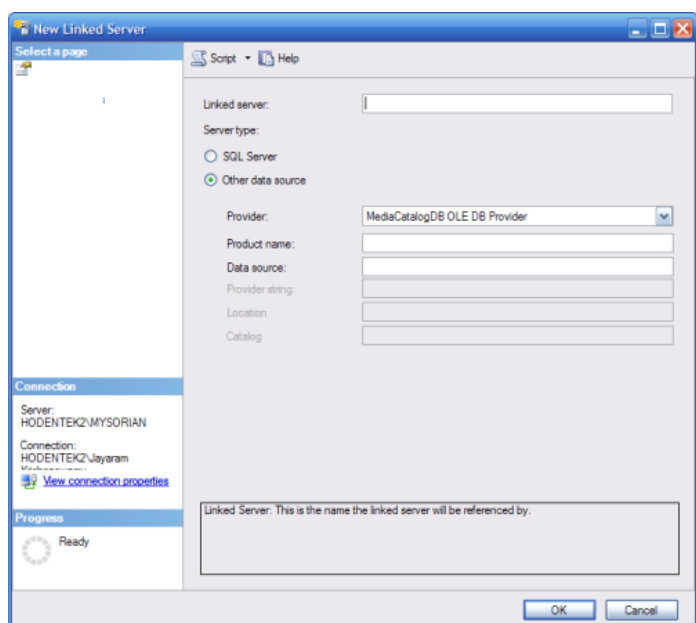 New Linked Server
Select a page
Script
Help
Linked server:
Server type:
SQL Server
Other data source
Provider:
MediaCatalogDB OLE DB Provider
Product name:
Data source:
Provider string:
Location
Catalog
Connection
Server:
HODENTEK2\MYSORIAN
Connection:
HODENTEK2\Jayaram
View connection properties
Progress
Ready
Linked Server: This is the name the linked server will be referenced by.
OK
Cancel